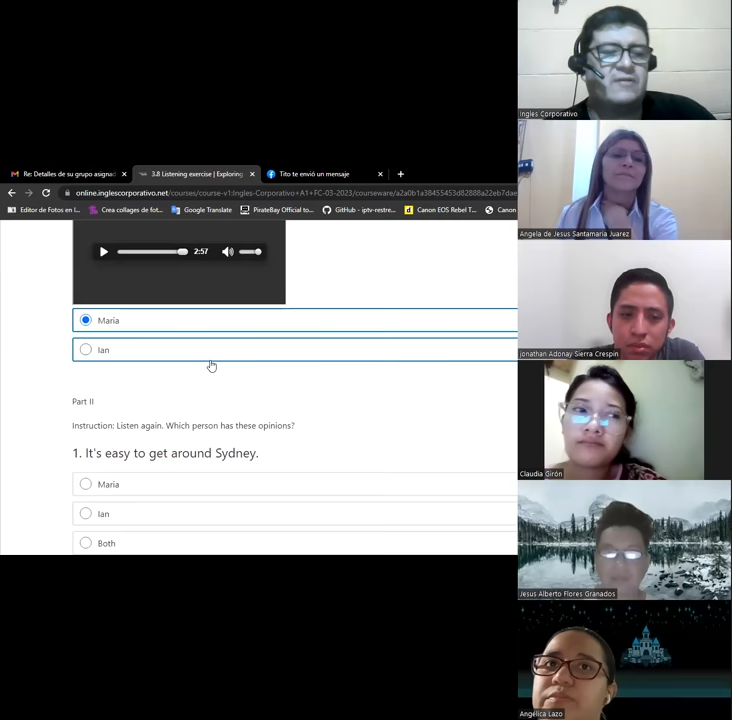 Re: Detalles de su grupo asignad
3.8 Listening exercise | Exploring
Tito te envió un mensaje
online.inglescorporativo.net/courses/course-v1:Ingles-Corporativo+A1+FC-03-2023/courseware/a2a0b1a38455453d82888a22eb7dae
Editor de Fotos en l...
Crea collages de fot...
Google Translate
PirateBay Official to...
GitHub - iptv-restre...
Canon EOS Rebel T...
Canon
2:57
Maria
Ian
Part II
Instruction: Listen again. Which person has these opinions?
1. It's easy to get around Sydney.
Maria
Ian
Both
Ingles Corporativo
Angela de Jesus Santamaria Juarez
jonathan Adonay Sierra Crespin
Claudia Girón
Jesus Alberto Flores Granados
Angélica Lazo